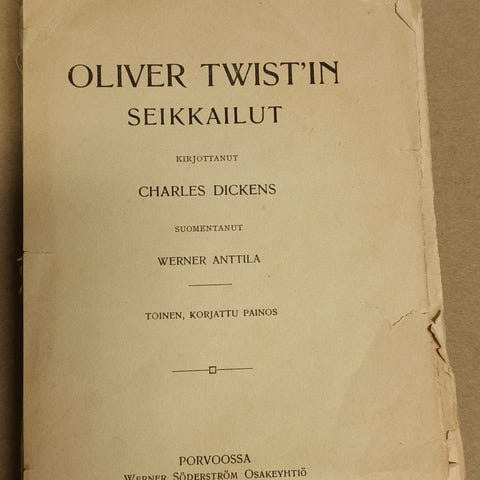 OLIVER TWIST'IN
SEIKKAILUT
KIRJOTTANUT
CHARLES DICKENS
SUOMENTANUT
WERNER ANTTILA
TOINEN, KORJATTU PAINOS
PORVOOSSA
WERNER SÖDERSTRÖM OSAKEYHTIÖ